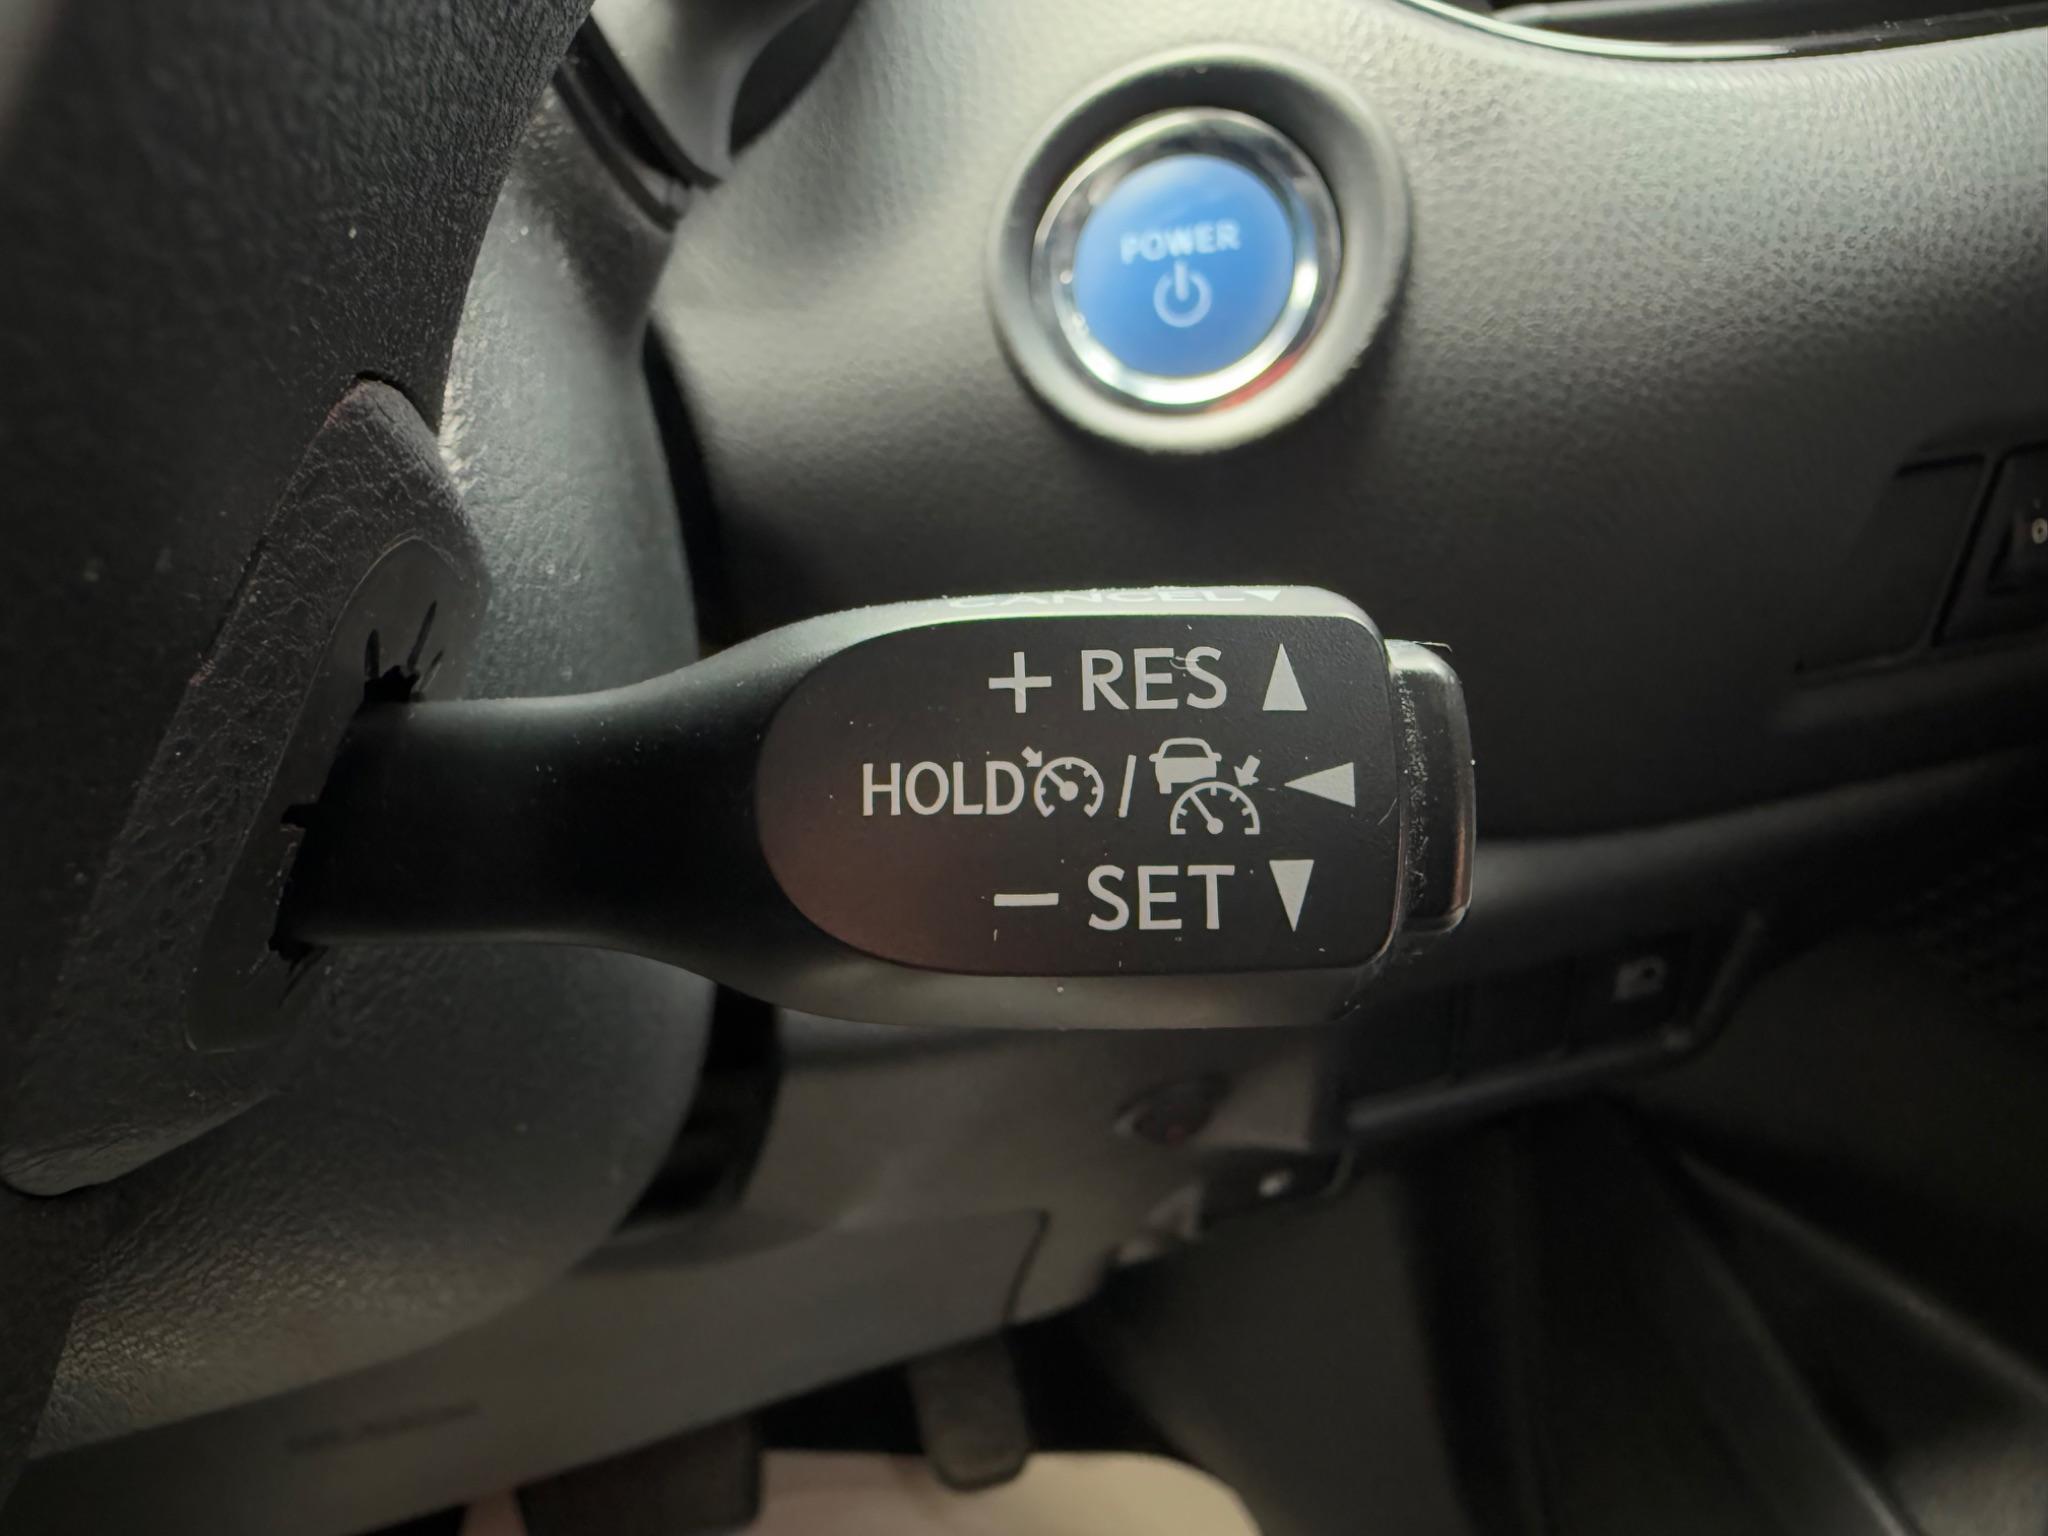 POWER
CANCEL▼
+ RES ▲
HOLD / ◀
− SET ▼